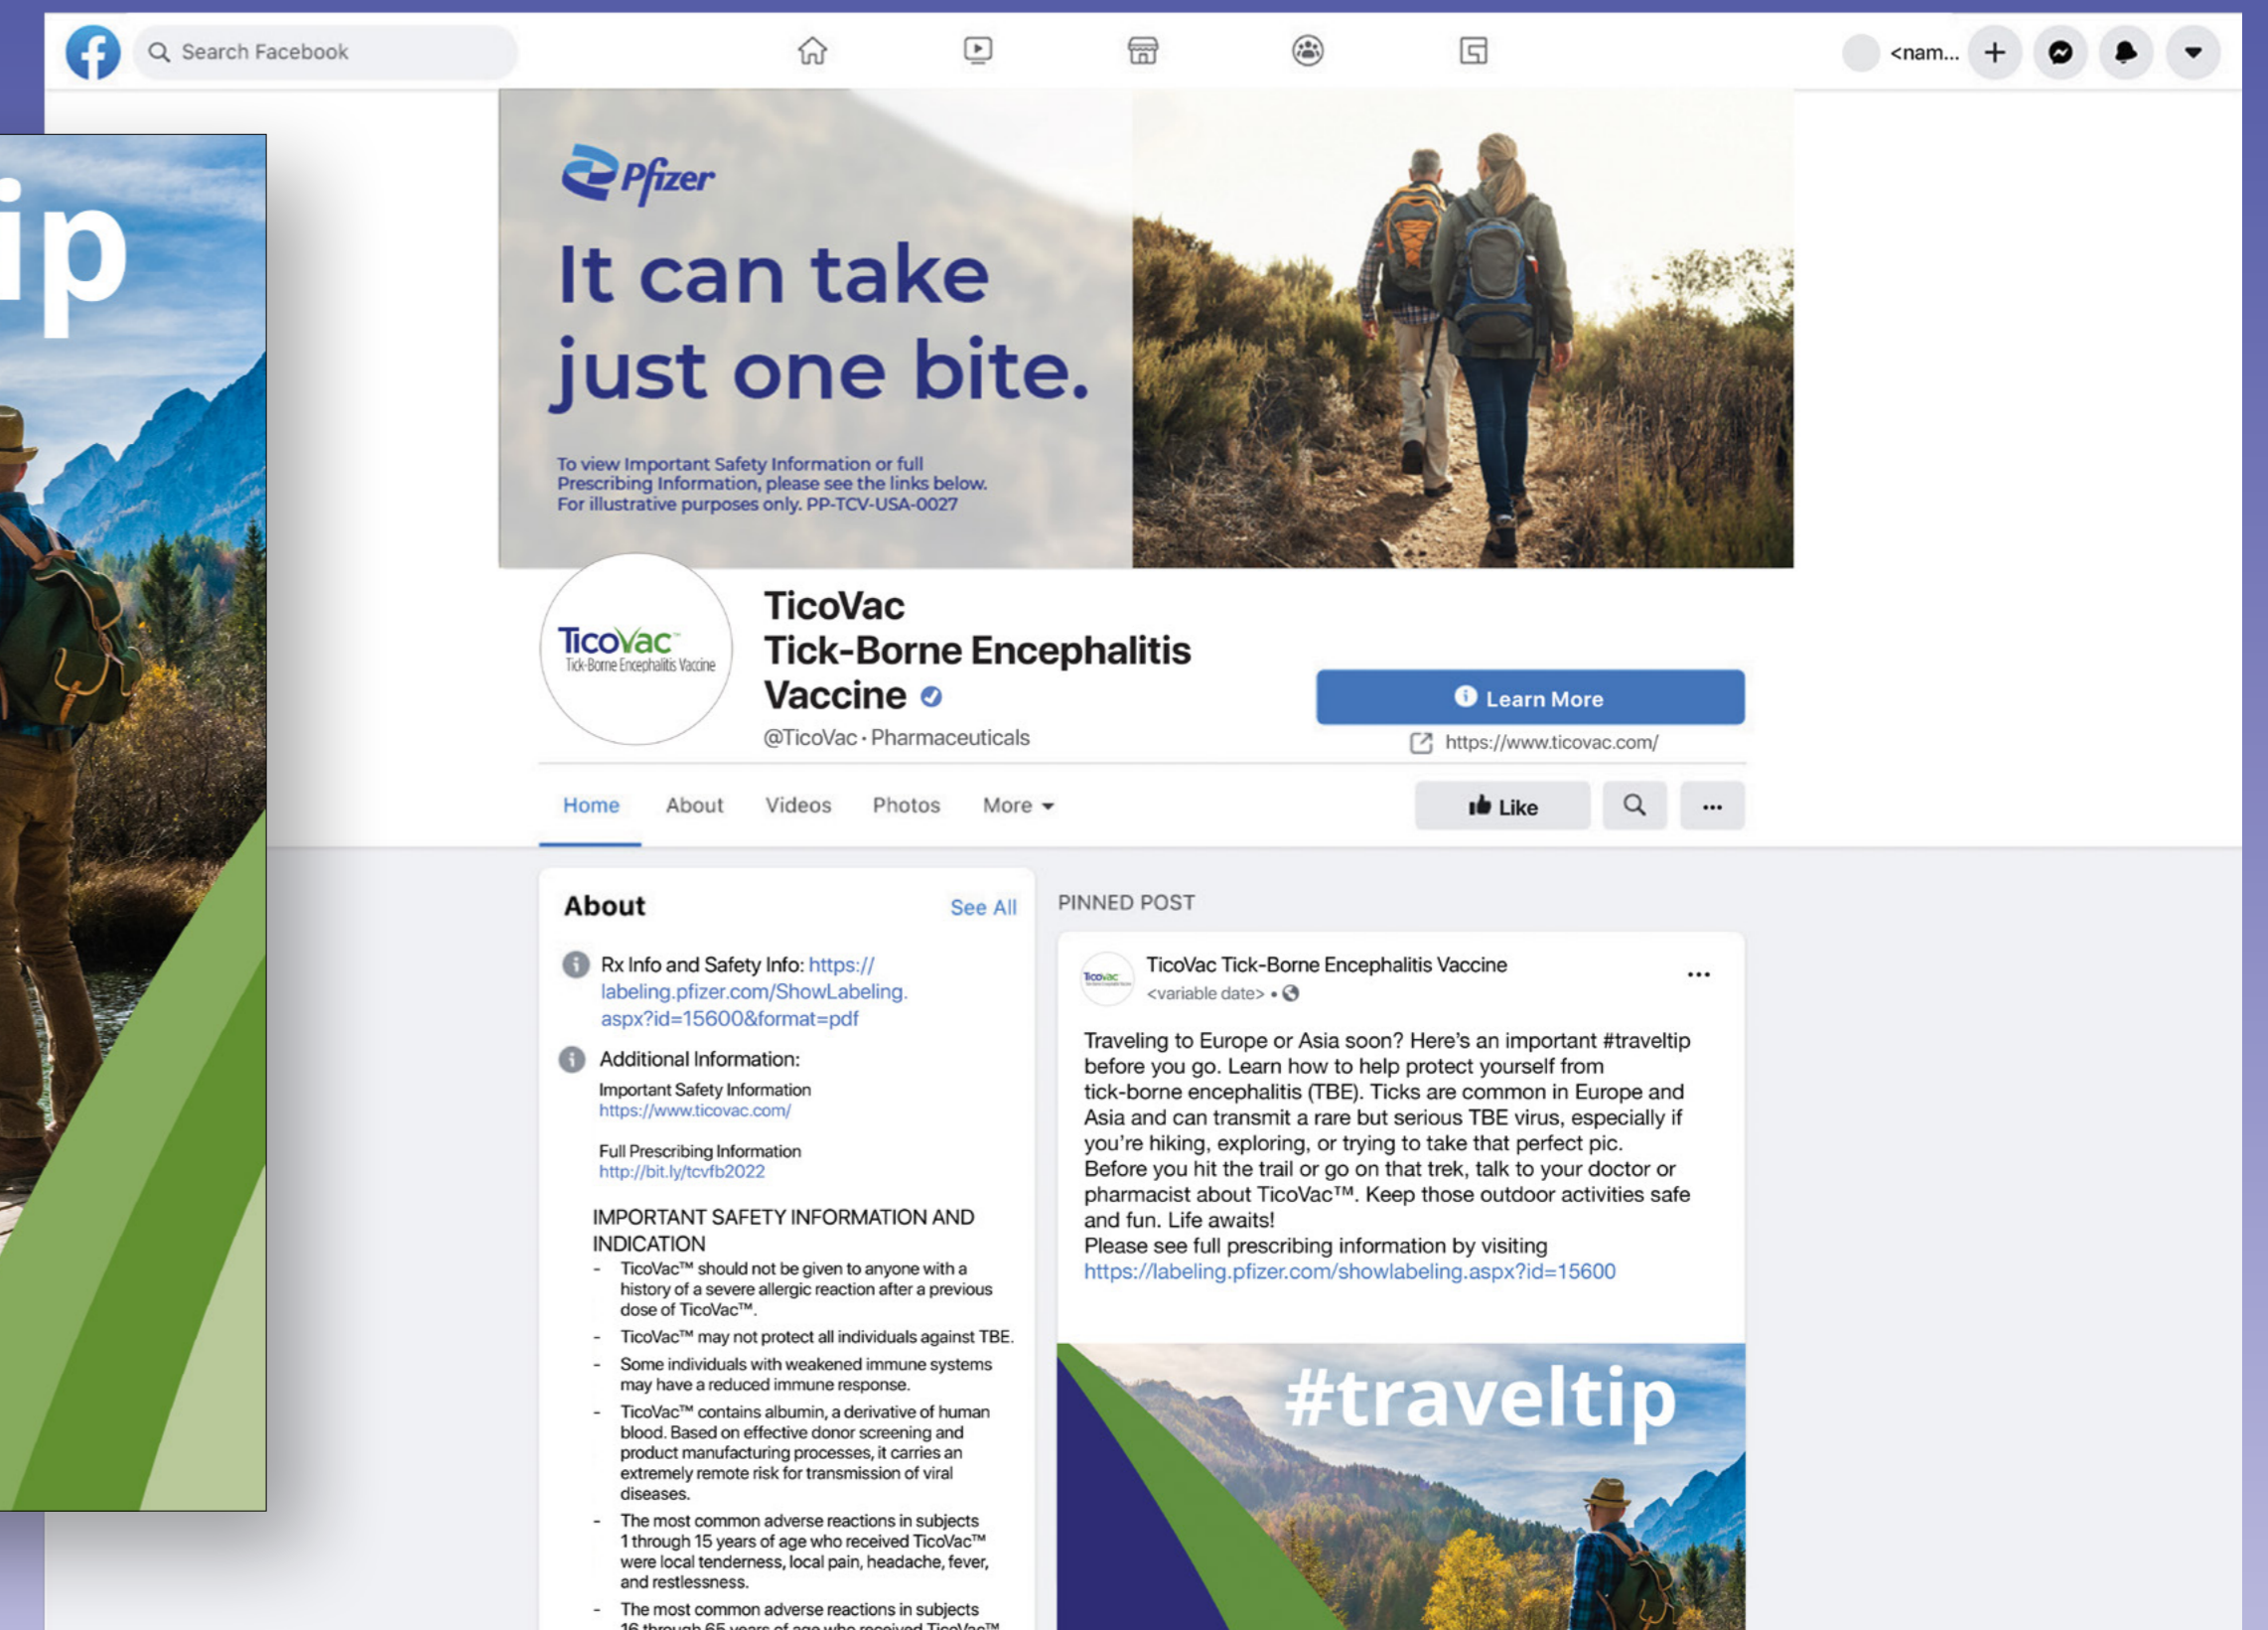 Search Facebook
<nam...
ip
Pfizer
It can take
just one bite.
To view Important Safety Information or full
Prescribing Information, please see the links below.
For illustrative purposes only. PP-TCV-USA-0027
TicoVac™
Tick-Borne Encephalitis Vaccine
TicoVac
Tick-Borne Encephalitis
Vaccine
@TicoVac · Pharmaceuticals
Learn More
https://www.ticovac.com/
Home About Videos Photos More
Like
...
About
See All
Rx Info and Safety Info: https://
labeling.pfizer.com/ShowLabeling.
aspx?id=15600&format=pdf
Additional Information:
Important Safety Information
https://www.ticovac.com/
Full Prescribing Information
http://bit.ly/tcvfb2022
IMPORTANT SAFETY INFORMATION AND
INDICATION
- TicoVac™ should not be given to anyone with a
history of a severe allergic reaction after a previous
dose of TicoVac™.
- TicoVac™ may not protect all individuals against TBE.
- Some individuals with weakened immune systems
may have a reduced immune response.
- TicoVac™ contains albumin, a derivative of human
blood. Based on effective donor screening and
product manufacturing processes, it carries an
extremely remote risk for transmission of viral
diseases.
- The most common adverse reactions in subjects
1 through 15 years of age who received TicoVac™
were local tenderness, local pain, headache, fever,
and restlessness.
- The most common adverse reactions in subjects
16 through 65 years of age who received TicoVac™
PINNED POST
TicoVac
TicoVac Tick-Borne Encephalitis Vaccine
...
<variable date> •
Traveling to Europe or Asia soon? Here's an important #traveltip
before you go. Learn how to help protect yourself from
tick-borne encephalitis (TBE). Ticks are common in Europe and
Asia and can transmit a rare but serious TBE virus, especially if
you're hiking, exploring, or trying to take that perfect pic.
Before you hit the trail or go on that trek, talk to your doctor or
pharmacist about TicoVac™. Keep those outdoor activities safe
and fun. Life awaits!
Please see full prescribing information by visiting
https://labeling.pfizer.com/showlabeling.aspx?id=15600
#traveltip